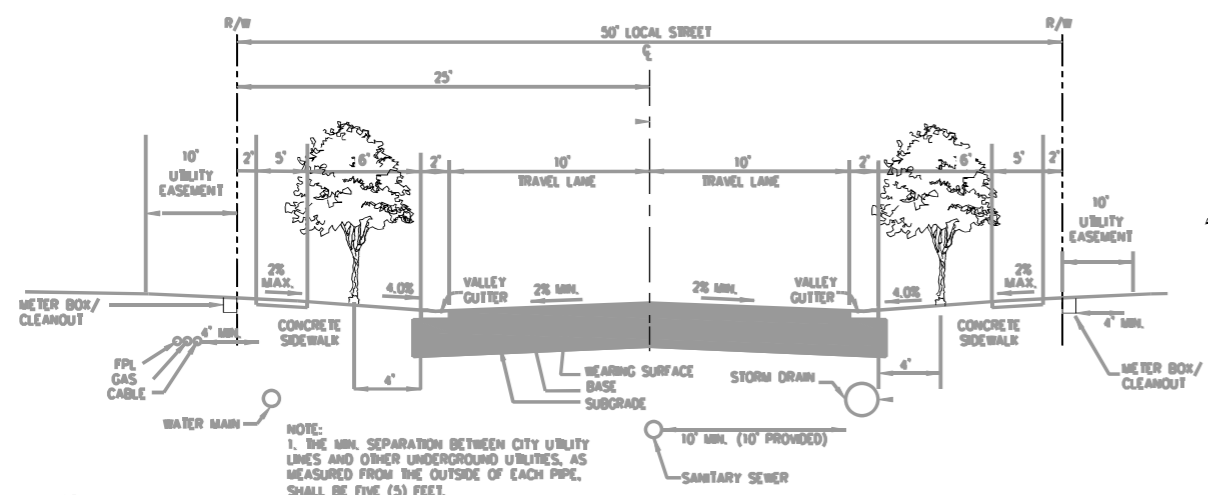 R/W
R/W
50' LOCAL STREET
℄
25'
10'
UTILITY
EASEMENT
2'
5'
6'
2'
10'
TRAVEL LANE
10'
TRAVEL LANE
2'
6'
5'
2'
10'
UTILITY
EASEMENT
2%
MAX.
4.0%
VALLEY
GUTTER
2% MIN.
2% MIN.
VALLEY
GUTTER
4.0%
2%
MAX.
METER BOX/
CLEANOUT
CONCRETE
SIDEWALK
CONCRETE
SIDEWALK
4' MIN.
4' MIN.
FPL
GAS
CABLE
4'
4'
WEARING SURFACE
BASE
SUBGRADE
STORM DRAIN
METER BOX/
CLEANOUT
WATER MAIN
10' MIN. (10' PROVIDED)
SANITARY SEWER
NOTE:
1. THE MIN. SEPARATION BETWEEN CITY UTILITY
LINES AND OTHER UNDERGROUND UTILITIES, AS
MEASURED FROM THE OUTSIDE OF EACH PIPE,
SHALL BE FIVE (5) FEET.